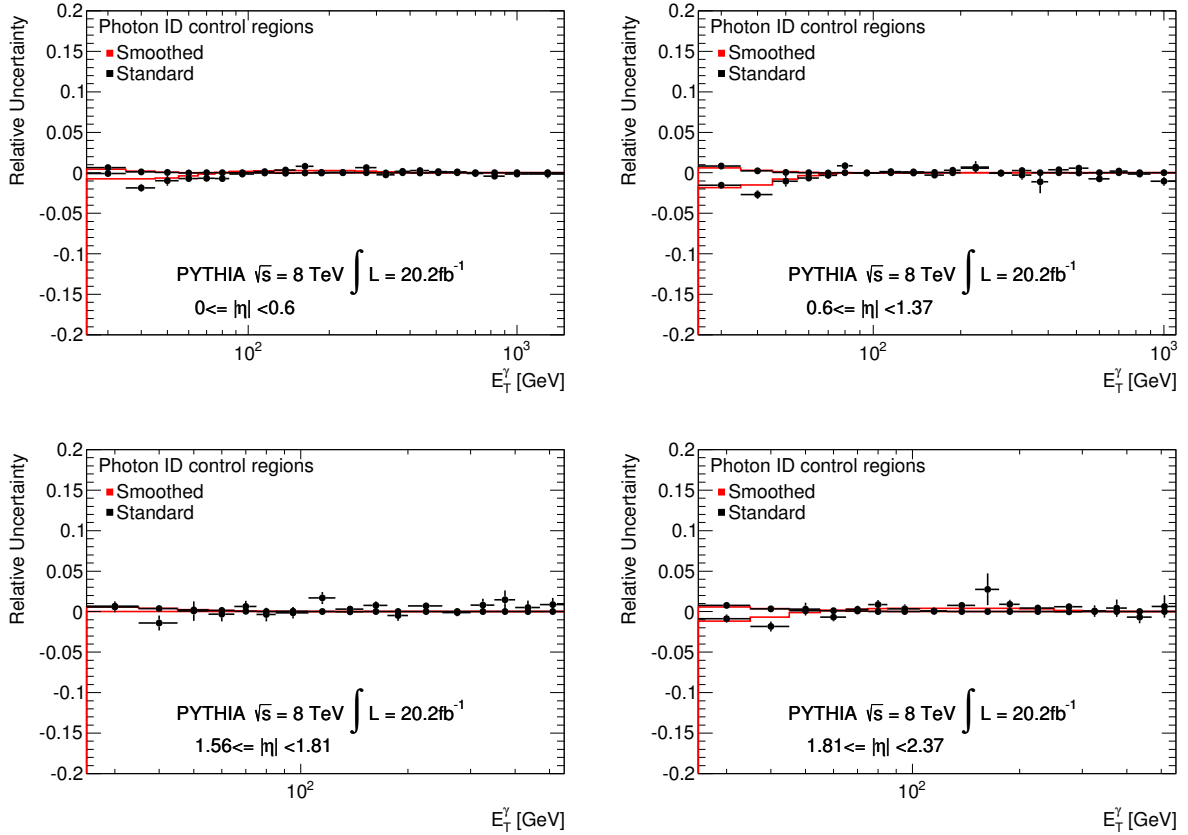 Relative Uncertainty
0.2
0.15
0.1
0.05
0
-0.05
-0.1
-0.15
-0.2
Photon ID control regions
Smoothed
Standard
PYTHIA √s = 8 TeV ∫ L = 20.2fb⁻¹
0<= |η| <0.6
10² 10³
E_T^γ [GeV]
Relative Uncertainty
0.2
0.15
0.1
0.05
0
-0.05
-0.1
-0.15
-0.2
Photon ID control regions
Smoothed
Standard
PYTHIA √s = 8 TeV ∫ L = 20.2fb⁻¹
0.6<= |η| <1.37
10² 10³
E_T^γ [GeV]
Relative Uncertainty
0.2
0.15
0.1
0.05
0
-0.05
-0.1
-0.15
-0.2
Photon ID control regions
Smoothed
Standard
PYTHIA √s = 8 TeV ∫ L = 20.2fb⁻¹
1.56<= |η| <1.81
10²
E_T^γ [GeV]
Relative Uncertainty
0.2
0.15
0.1
0.05
0
-0.05
-0.1
-0.15
-0.2
Photon ID control regions
Smoothed
Standard
PYTHIA √s = 8 TeV ∫ L = 20.2fb⁻¹
1.81<= |η| <2.37
10²
E_T^γ [GeV]